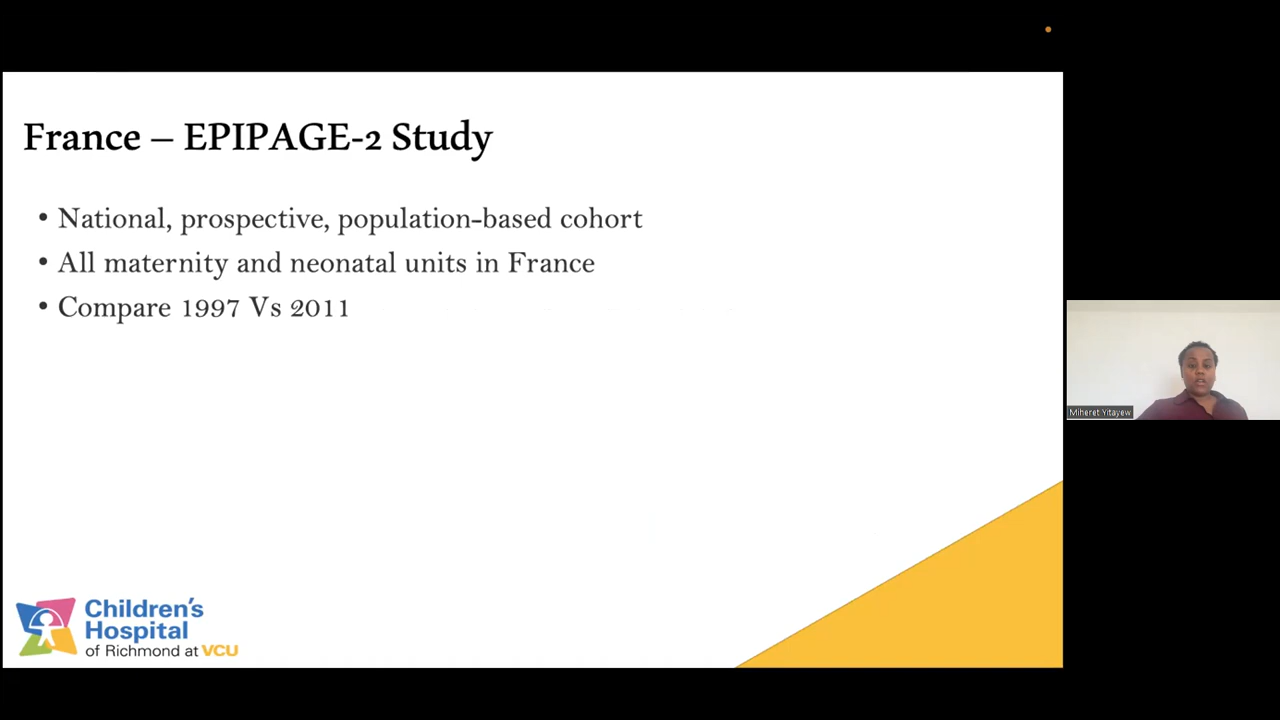 France – EPIPAGE-2 Study
• National, prospective, population-based cohort
• All maternity and neonatal units in France
• Compare 1997 Vs 2011
Children's
Hospital
of Richmond at VCU
Miheret Yitayew